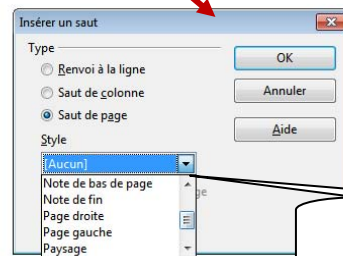 Insérer un saut
Type
Renvoi à la ligne
Saut de colonne
Saut de page
Style
[Aucun]
Note de bas de page
Note de fin
Page droite
Page gauche
Paysage
OK
Annuler
Aide